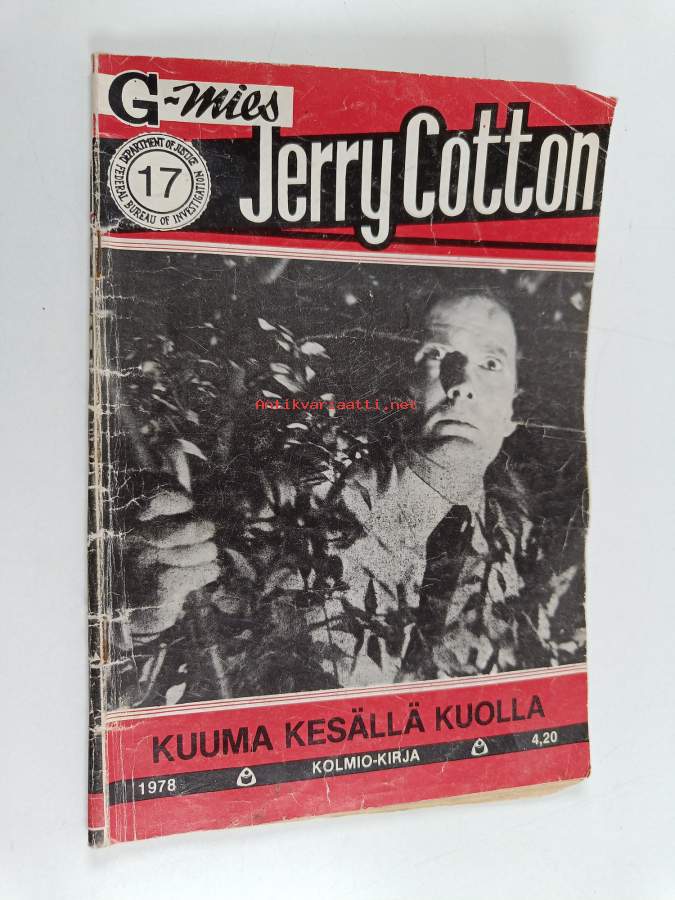 G-mies
Jerry Cotton
DEPARTMENT OF JUSTICE
17
FEDERAL BUREAU OF INVESTIGATION
Antikvariaatti.net
KUUMA KESÄLLÄ KUOLLA
1978 KOLMIO-KIRJA 4,20